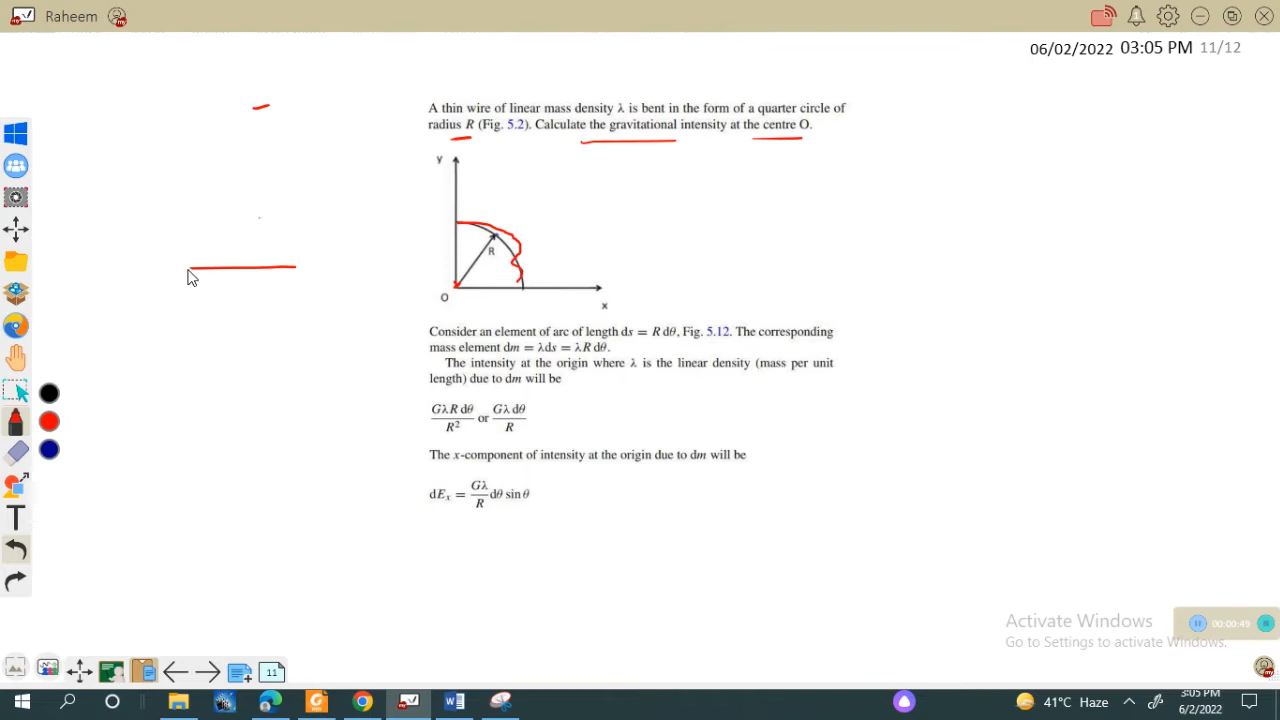 Raheem
06/02/2022 03:05 PM 11/12
A thin wire of linear mass density λ is bent in the form of a quarter circle of
radius R (Fig. 5.2). Calculate the gravitational intensity at the centre O.
y
R
O
x
Consider an element of arc of length ds = R dθ, Fig. 5.12. The corresponding
mass element dm = λds = λR dθ.
The intensity at the origin where λ is the linear density (mass per unit
length) due to dm will be
GλR dθ / R² or Gλ dθ / R
The x-component of intensity at the origin due to dm will be
dEₓ = Gλ / R dθ sin θ
T
Activate Windows
Go to Settings to activate Windows.
00:00:49
11
41°C Haze
3:05 PM
6/2/2022